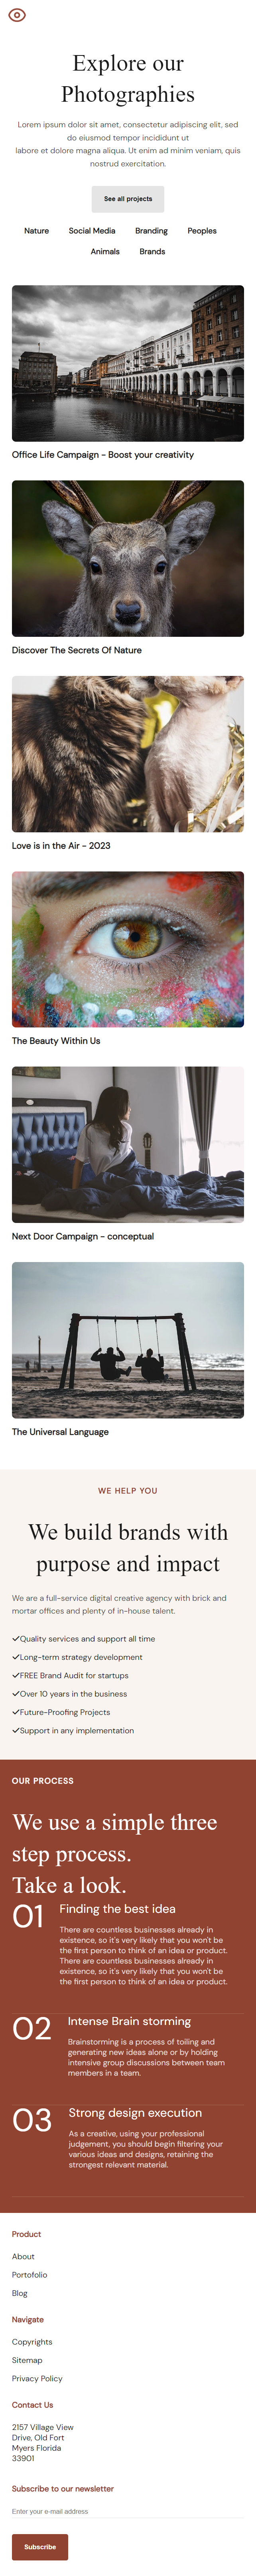 Explore our
Photographies
Lorem ipsum dolor sit amet, consectetur adipiscing elit, sed
do eiusmod tempor incididunt ut
labore et dolore magna aliqua. Ut enim ad minim veniam, quis
nostrud exercitation.
See all projects
Nature Social Media Branding Peoples
Animals Brands
Office Life Campaign - Boost your creativity
Discover The Secrets Of Nature
Love is in the Air - 2023
The Beauty Within Us
Next Door Campaign - conceptual
The Universal Language
WE HELP YOU
We build brands with
purpose and impact
We are a full-service digital creative agency with brick and
mortar offices and plenty of in-house talent.
Quality services and support all time
Long-term strategy development
FREE Brand Audit for startups
Over 10 years in the business
Future-Proofing Projects
Support in any implementation
OUR PROCESS
We use a simple three
step process.
Take a look.
01 Finding the best idea
There are countless businesses already in
existence, so it's very likely that you won't be
the first person to think of an idea or product.
There are countless businesses already in
existence, so it's very likely that you won't be
the first person to think of an idea or product.
02 Intense Brain storming
Brainstorming is a process of toiling and
generating new ideas alone or by holding
intensive group discussions between team
members in a team.
03 Strong design execution
As a creative, using your professional
judgement, you should begin filtering your
various ideas and designs, retaining the
strongest relevant material.
Product
About
Portofolio
Blog
Navigate
Copyrights
Sitemap
Privacy Policy
Contact Us
2157 Village View
Drive, Old Fort
Myers Florida
33901
Subscribe to our newsletter
Enter your e-mail address
Subscribe